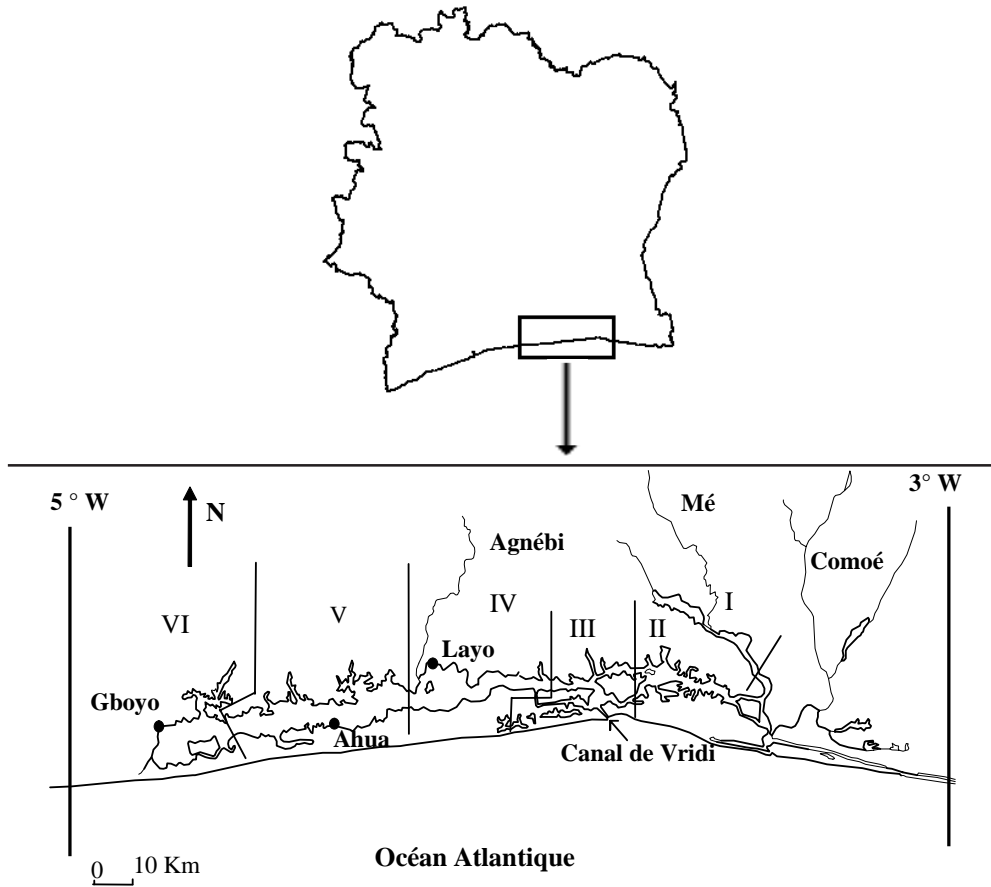 5 ° W
3° W
N
Mé
Agnébi
Comoé
I
IV
V
VI
III
II
Layo
Gboyo
Ahua
Canal de Vridi
Océan Atlantique
0 10 Km